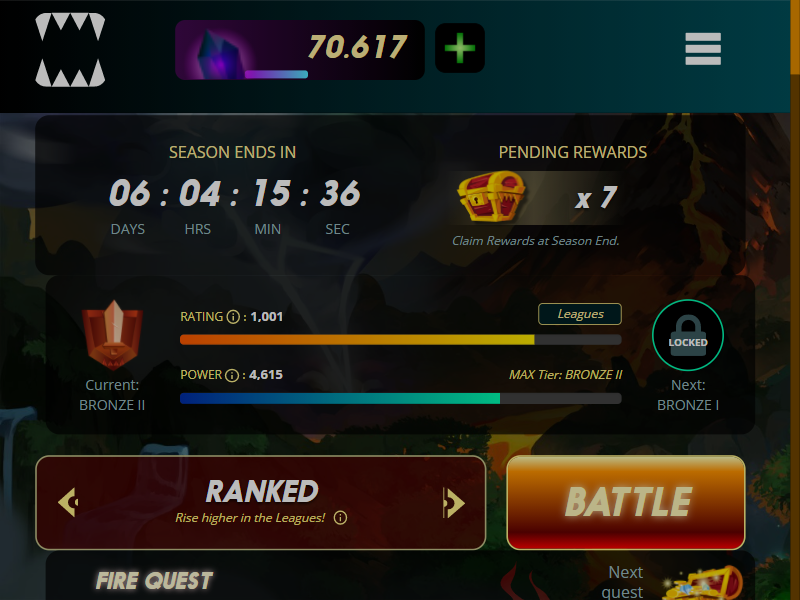 70.617
SEASON ENDS IN
06 : 04 : 15 : 36
DAYS HRS MIN SEC
PENDING REWARDS
x 7
Claim Rewards at Season End.
Current:
BRONZE II
RATING i : 1,001
Leagues
POWER i : 4,615
MAX Tier: BRONZE II
LOCKED
Next:
BRONZE I
RANKED
Rise higher in the Leagues! i
BATTLE
FIRE QUEST
Next
quest